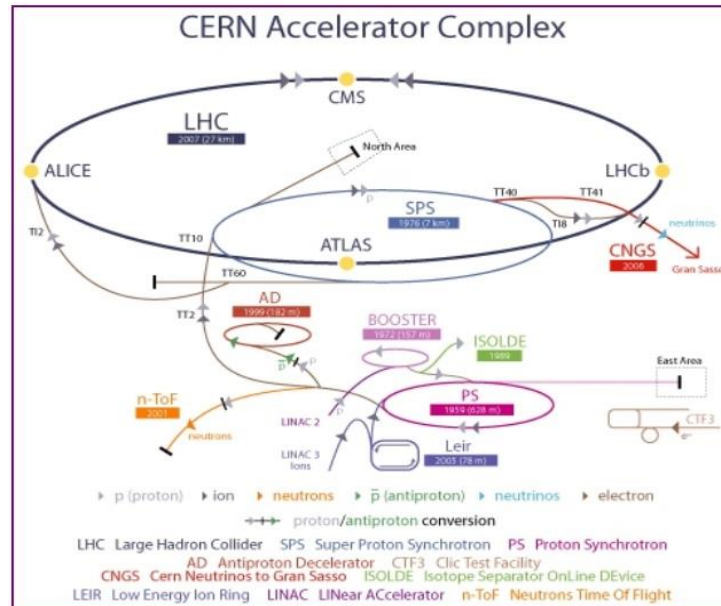 CERN Accelerator Complex
CMS
LHC
2007 (27 km)
North Area
ALICE
LHCb
TT40
TT41
SPS
1976 (7 km)
p
TI8
neutrinos
TI2
TT10
ATLAS
CNGS
2006
Gran Sasso
TT60
AD
1999 (182 m)
TT2
BOOSTER
1972 (157 m)
ISOLDE
1989
p
p̄
East Area
n-ToF
2001
PS
1959 (628 m)
LINAC 2
p
CTF3
e-
neutrons
LINAC 3
Ions
Leir
2005 (78 m)
p (proton) ion neutrons p̄ (antiproton) neutrinos electron
proton/antiproton conversion
LHC Large Hadron Collider SPS Super Proton Synchrotron PS Proton Synchrotron
AD Antiproton Decelerator CTF3 Clic Test Facility
CNGS Cern Neutrinos to Gran Sasso ISOLDE Isotope Separator OnLine DEvice
LEIR Low Energy Ion Ring LINAC LINear ACcelerator n-ToF Neutrons Time Of Flight